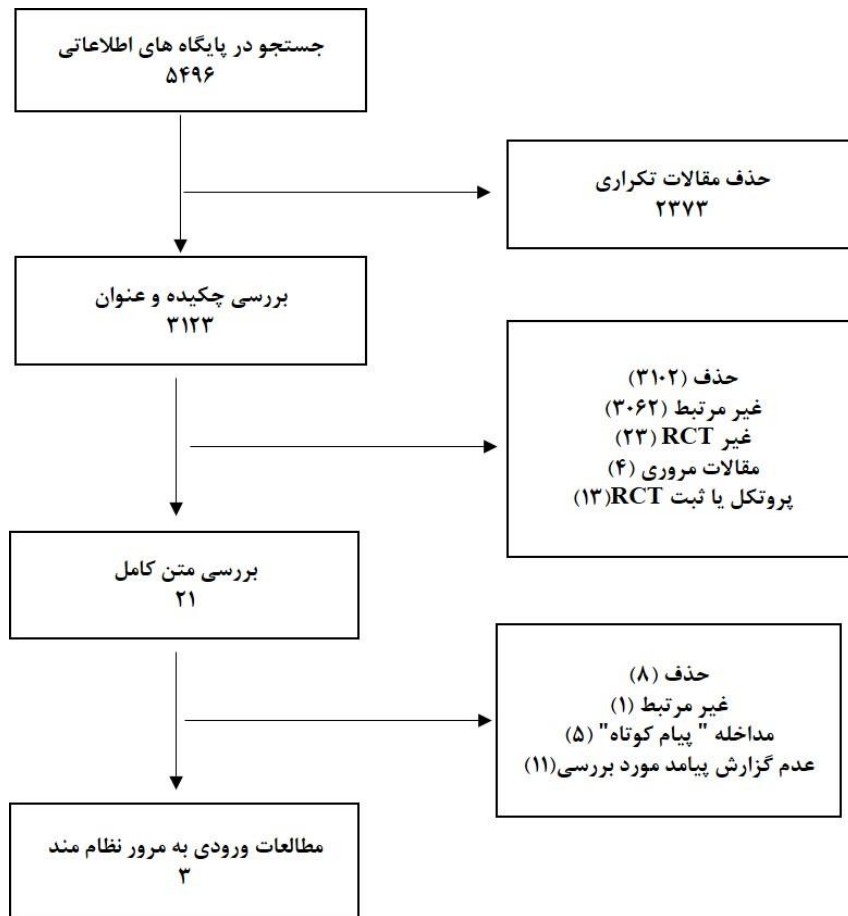 جستجو در پایگاه های اطلاعاتی
۵۴۹۶
حذف مقالات تکراری
۲۳۷۳
بررسی چکیده و عنوان
۳۱۲۳
حذف (۳۱۰۲)
غیر مرتبط (۳۰۶۲)
غیر RCT (۲۳)
مقالات مروری (۴)
پروتکل یا ثبت RCT(۱۳)
بررسی متن کامل
۲۱
حذف (۸)
غیر مرتبط (۱)
مداخله " پیام کوتاه" (۵)
عدم گزارش پیامد مورد بررسی(۱۱)
مطالعات ورودی به مرور نظام مند
۳